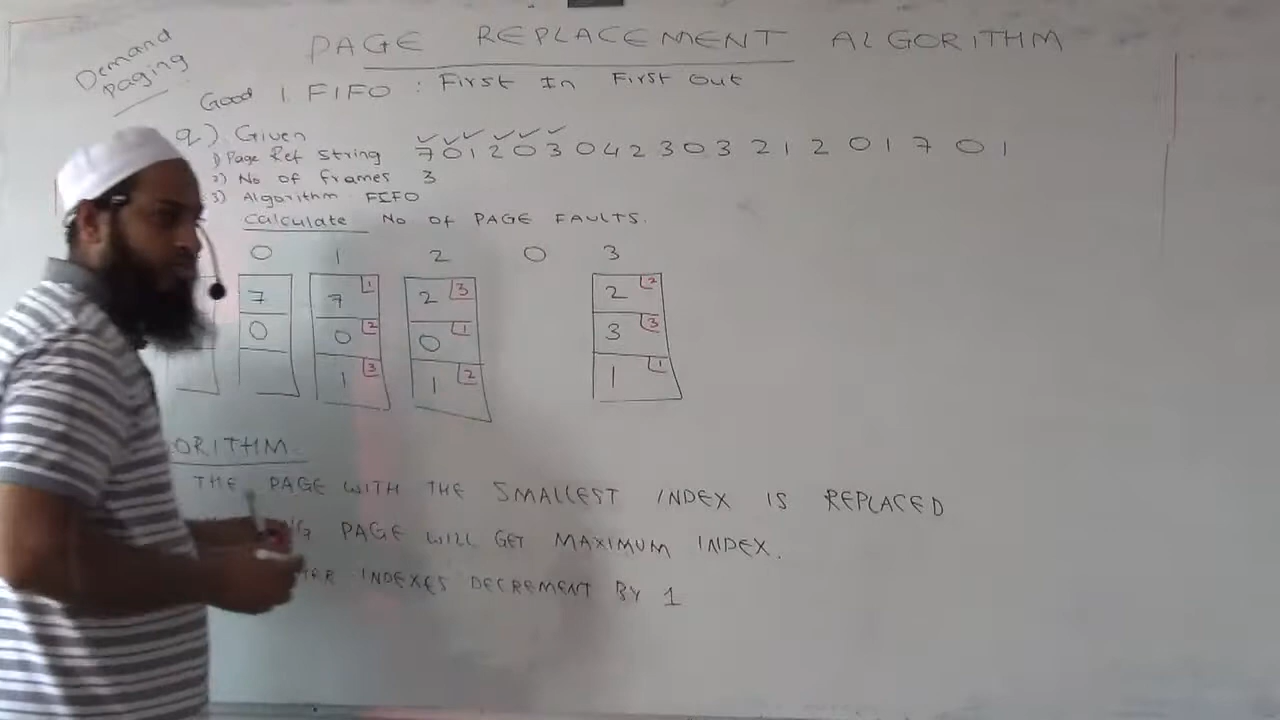 Demand
paging
PAGE REPLACEMENT ALGORITHM
Good 1. FIFO : First In First Out
Q) Given
1) Page Ref String 7 0 1 2 0 3 0 4 2 3 0 3 2 1 2 0 1 7 0 1
2) No of frames 3
3) Algorithm FIFO
Calculate No of PAGE FAULTS.
0 1 2 0 3
7 7 1 2 3 2 2
0 0 2 0 1 3 3
1 3 1 2 1 1
THE PAGE WITH THE SMALLEST INDEX IS REPLACED
PAGE WILL GET MAXIMUM INDEX.
INDEXES DECREMENT BY 1